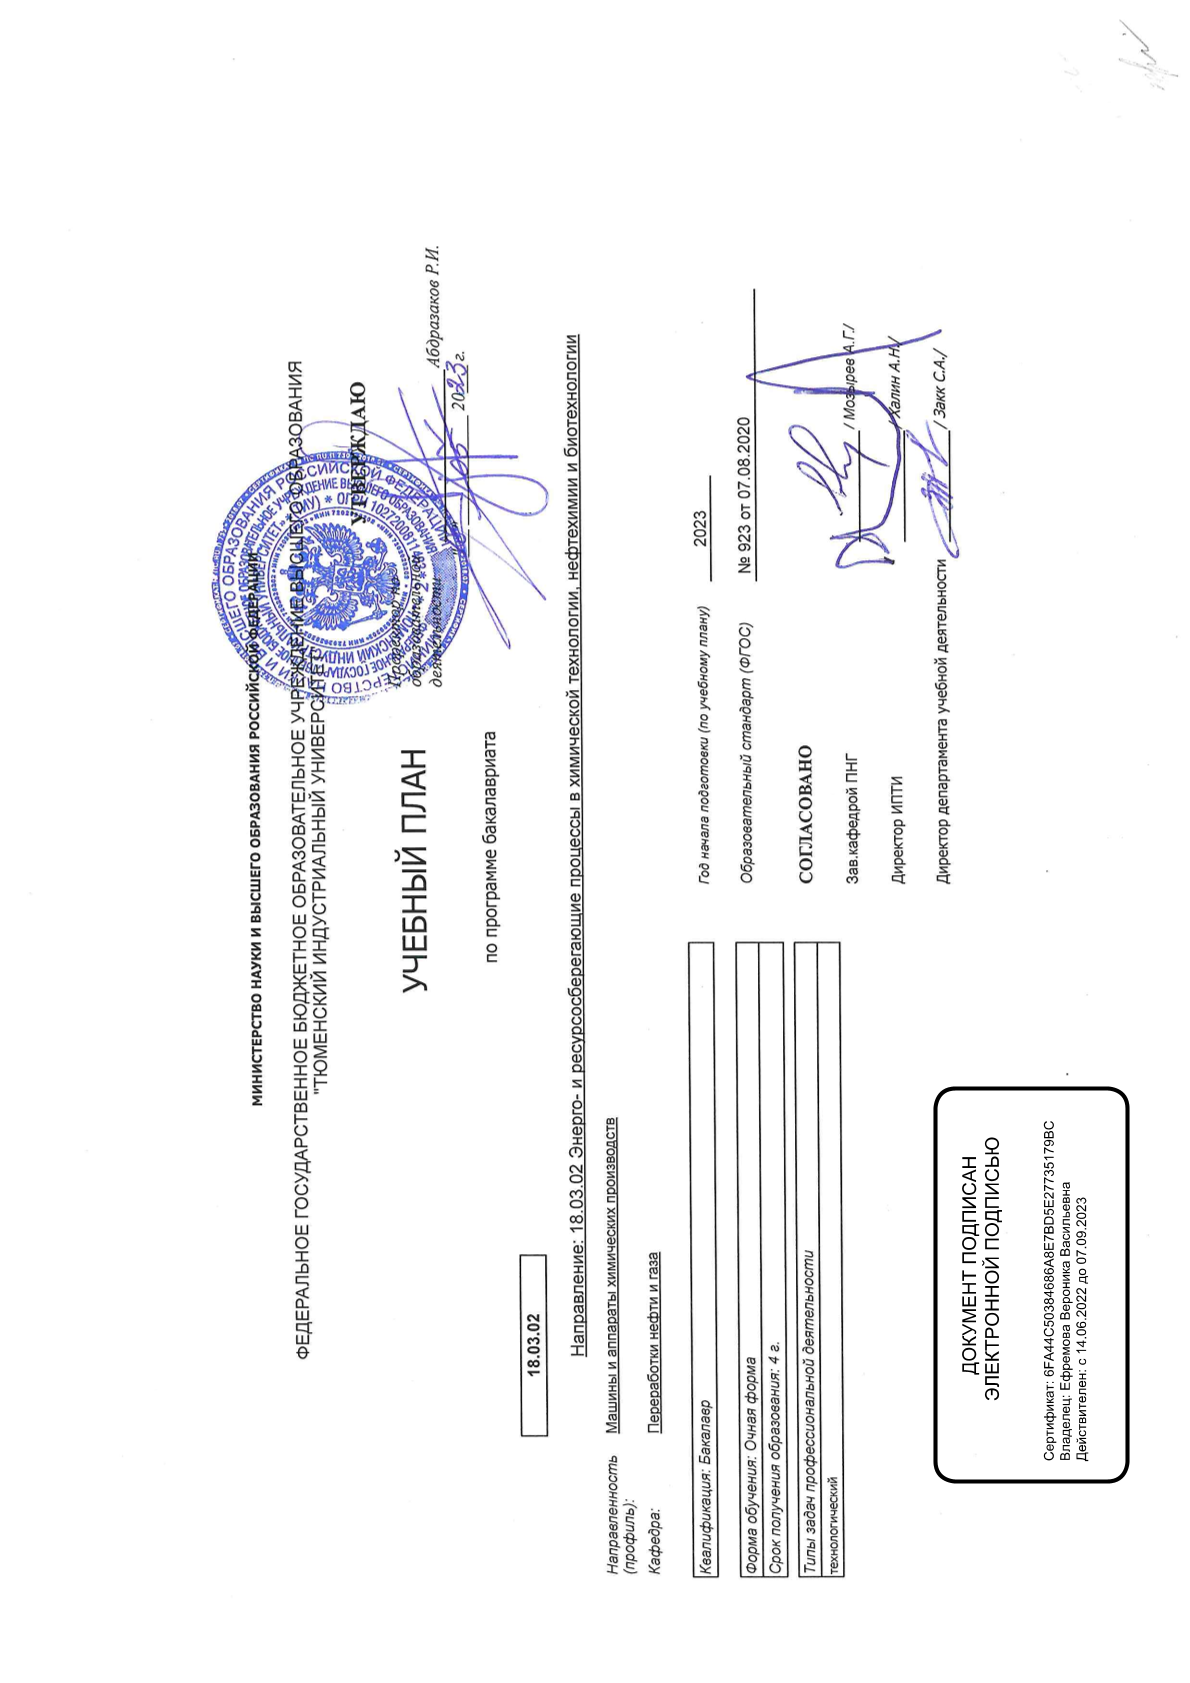 МИНИСТЕРСТВО НАУКИ И ВЫСШЕГО ОБРАЗОВАНИЯ РОССИЙСКОЙ ФЕДЕРАЦИИ
ФЕДЕРАЛЬНОЕ ГОСУДАРСТВЕННОЕ БЮДЖЕТНОЕ ОБРАЗОВАТЕЛЬНОЕ УЧРЕЖДЕНИЕ ВЫСШЕГО ОБРАЗОВАНИЯ
"ТЮМЕНСКИЙ ИНДУСТРИАЛЬНЫЙ УНИВЕРСИТЕТ"
УТВЕРЖДАЮ
Проректор по
образовательной
деятельности
Абдразаков Р.И.
2023 г.
УЧЕБНЫЙ ПЛАН
по программе бакалавриата
18.03.02
Направление: 18.03.02 Энерго- и ресурсосберегающие процессы в химической технологии, нефтехимии и биотехнологии
Направленность
(профиль):
Машины и аппараты химических производств
Кафедра:
Переработки нефти и газа
Квалификация: Бакалавр
Год начала подготовки (по учебному плану)
2023
Форма обучения: Очная форма
Срок получения образования: 4 г.
Образовательный стандарт (ФГОС)
№ 923 от 07.08.2020
Типы задач профессиональной деятельности
технологический
СОГЛАСОВАНО
Зав.кафедрой ПНГ
/ Мозырев А.Г./
Директор ИПТИ
/ Халин А.Н./
Директор департамента учебной деятельности
/ Закк С.А./
ДОКУМЕНТ ПОДПИСАН
ЭЛЕКТРОННОЙ ПОДПИСЬЮ
Сертификат: 6FA44C50384686A8E7BD5E27735179BC
Владелец: Ефремова Вероника Васильевна
Действителен: с 14.06.2022 до 07.09.2023